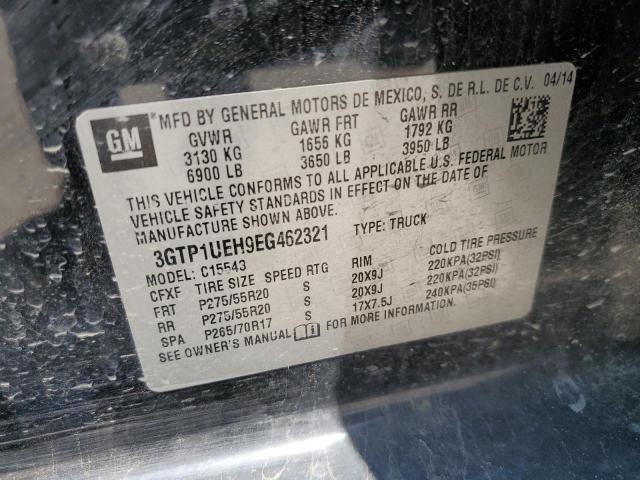 GM
*MFD BY GENERAL MOTORS DE MEXICO, S. DE R.L. DE C.V. 04/14
GVWR GAWR FRT GAWR RR
3130 KG 1655 KG 1792 KG
6900 LB 3650 LB 3950 LB
THIS VEHICLE CONFORMS TO ALL APPLICABLE U.S. FEDERAL MOTOR
VEHICLE SAFETY STANDARDS IN EFFECT ON THE DATE OF
MANUFACTURE SHOWN ABOVE.
3GTP1UEH9EG462321 TYPE: TRUCK
MODEL: C15543
CFXF TIRE SIZE SPEED RTG RIM COLD TIRE PRESSURE
FRT P275/55R20 S 20X9J 220KPA(32PSI)
RR P275/55R20 S 20X9J 220KPA(32PSI)
SPA P265/70R17 S 17X7.5J 240KPA(35PSI)
SEE OWNER'S MANUAL FOR MORE INFORMATION.